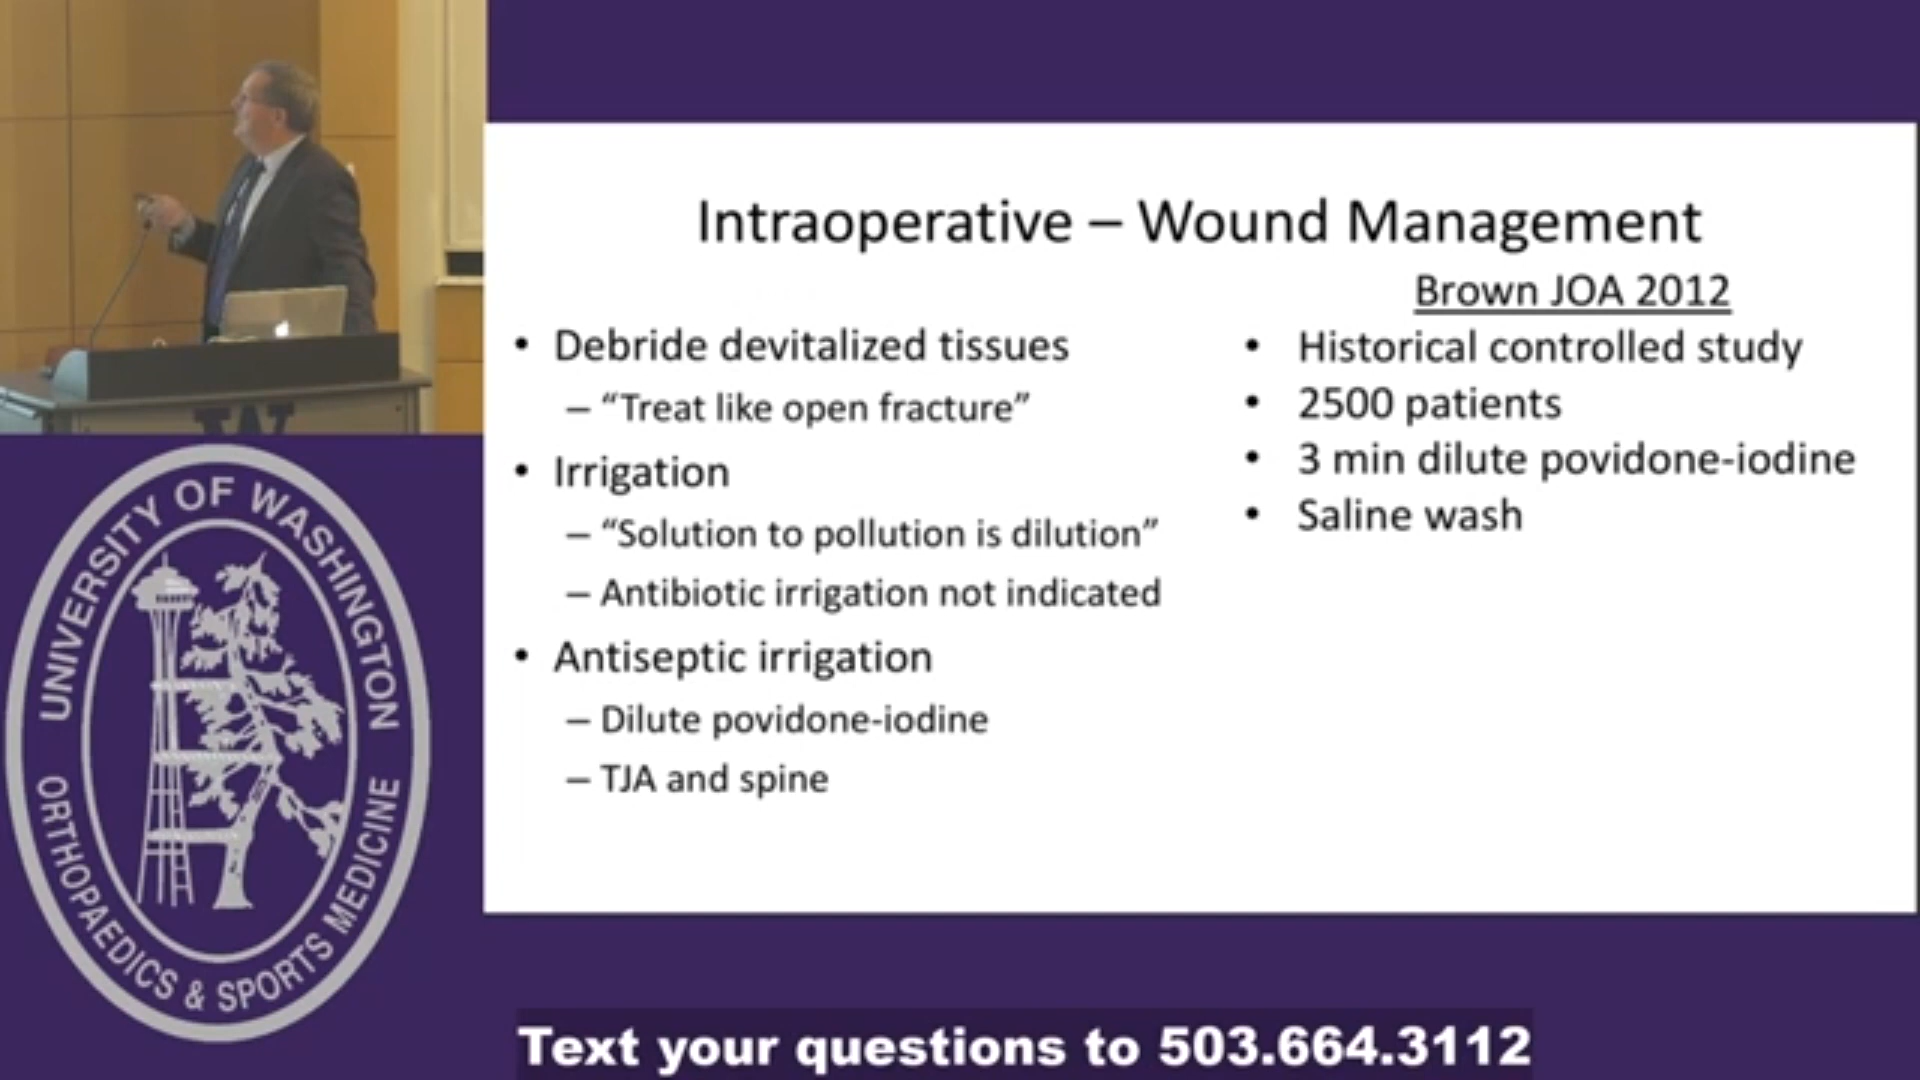 Intraoperative – Wound Management
• Debride devitalized tissues
– “Treat like open fracture”
• Irrigation
– “Solution to pollution is dilution”
– Antibiotic irrigation not indicated
• Antiseptic irrigation
– Dilute povidone-iodine
– TJA and spine
Brown JOA 2012
• Historical controlled study
• 2500 patients
• 3 min dilute povidone-iodine
• Saline wash
UNIVERSITY OF WASHINGTON
ORTHOPAEDICS & SPORTS MEDICINE
Text your questions to 503.664.3112